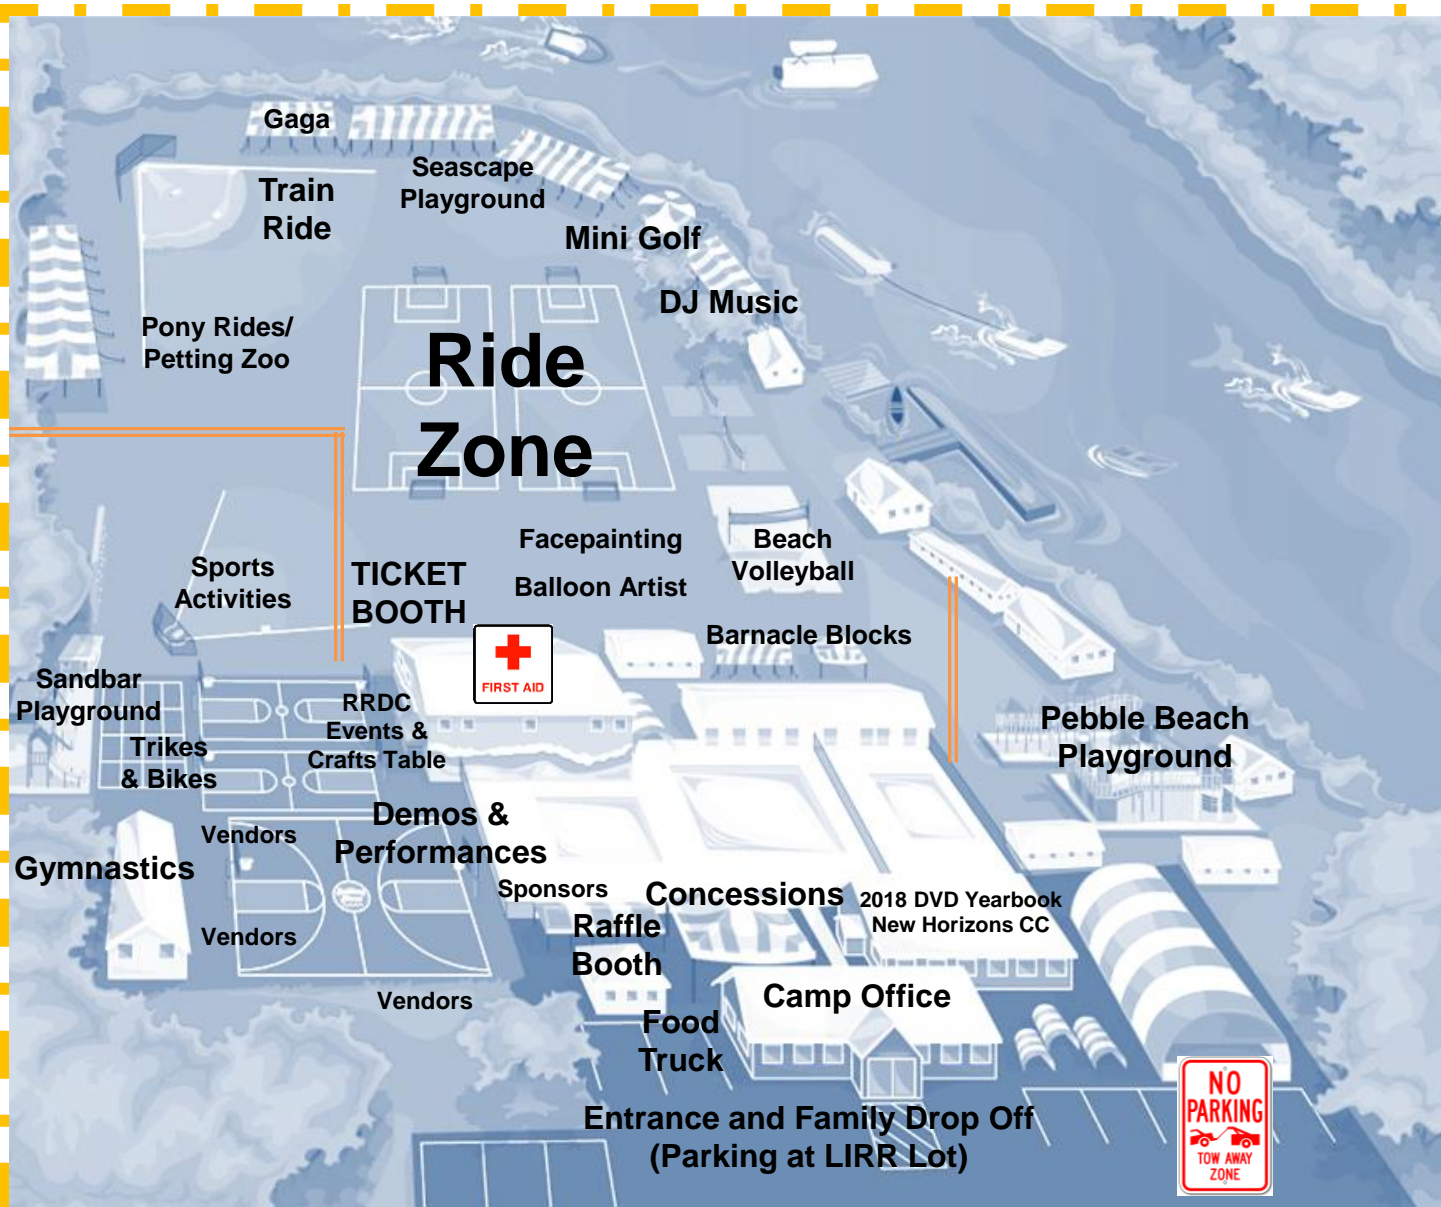 Gaga
Seascape
Playground
Train
Ride
Mini Golf
DJ Music
Pony Rides/
Petting Zoo
Ride
Zone
Facepainting
Beach
Volleyball
Balloon Artist
Sports
Activities
TICKET
BOOTH
Barnacle Blocks
FIRST AID
Sandbar
Playground
RRDC
Events &
Crafts Table
Pebble Beach
Playground
Trikes
& Bikes
Demos &
Performances
Vendors
Gymnastics
Sponsors
Concessions
2018 DVD Yearbook
New Horizons CC
Raffle
Booth
Vendors
Vendors
Camp Office
Food
Truck
NO
PARKING
TOW AWAY
ZONE
Entrance and Family Drop Off
(Parking at LIRR Lot)